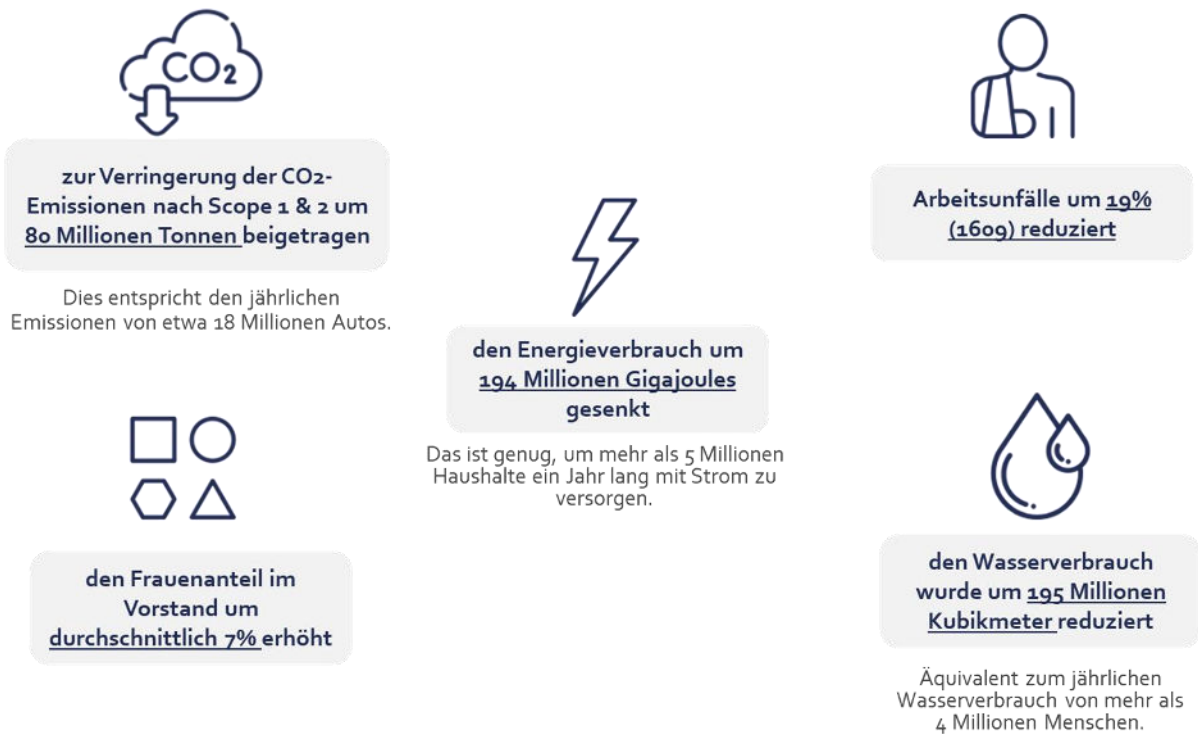 CO2
zur Verringerung der CO2-
Emissionen nach Scope 1 & 2 um
80 Millionen Tonnen beigetragen
Dies entspricht den jährlichen
Emissionen von etwa 18 Millionen Autos.
den Frauenanteil im
Vorstand um
durchschnittlich 7% erhöht
den Energieverbrauch um
194 Millionen Gigajoules
gesenkt
Das ist genug, um mehr als 5 Millionen
Haushalte ein Jahr lang mit Strom zu
versorgen.
Arbeitsunfälle um 19%
(1609) reduziert
den Wasserverbrauch
wurde um 195 Millionen
Kubikmeter reduziert
Äquivalent zum jährlichen
Wasserverbrauch von mehr als
4 Millionen Menschen.